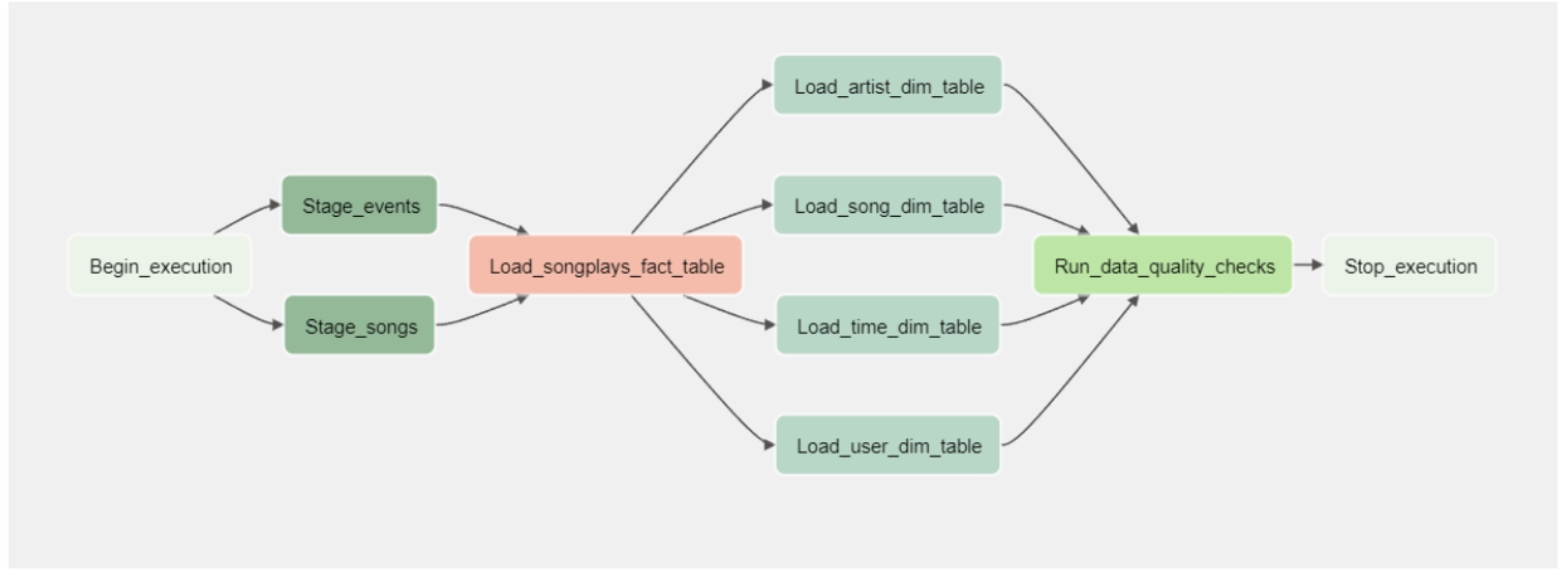 Begin_execution
Stage_events
Stage_songs
Load_songplays_fact_table
Load_artist_dim_table
Load_song_dim_table
Load_time_dim_table
Load_user_dim_table
Run_data_quality_checks
Stop_execution